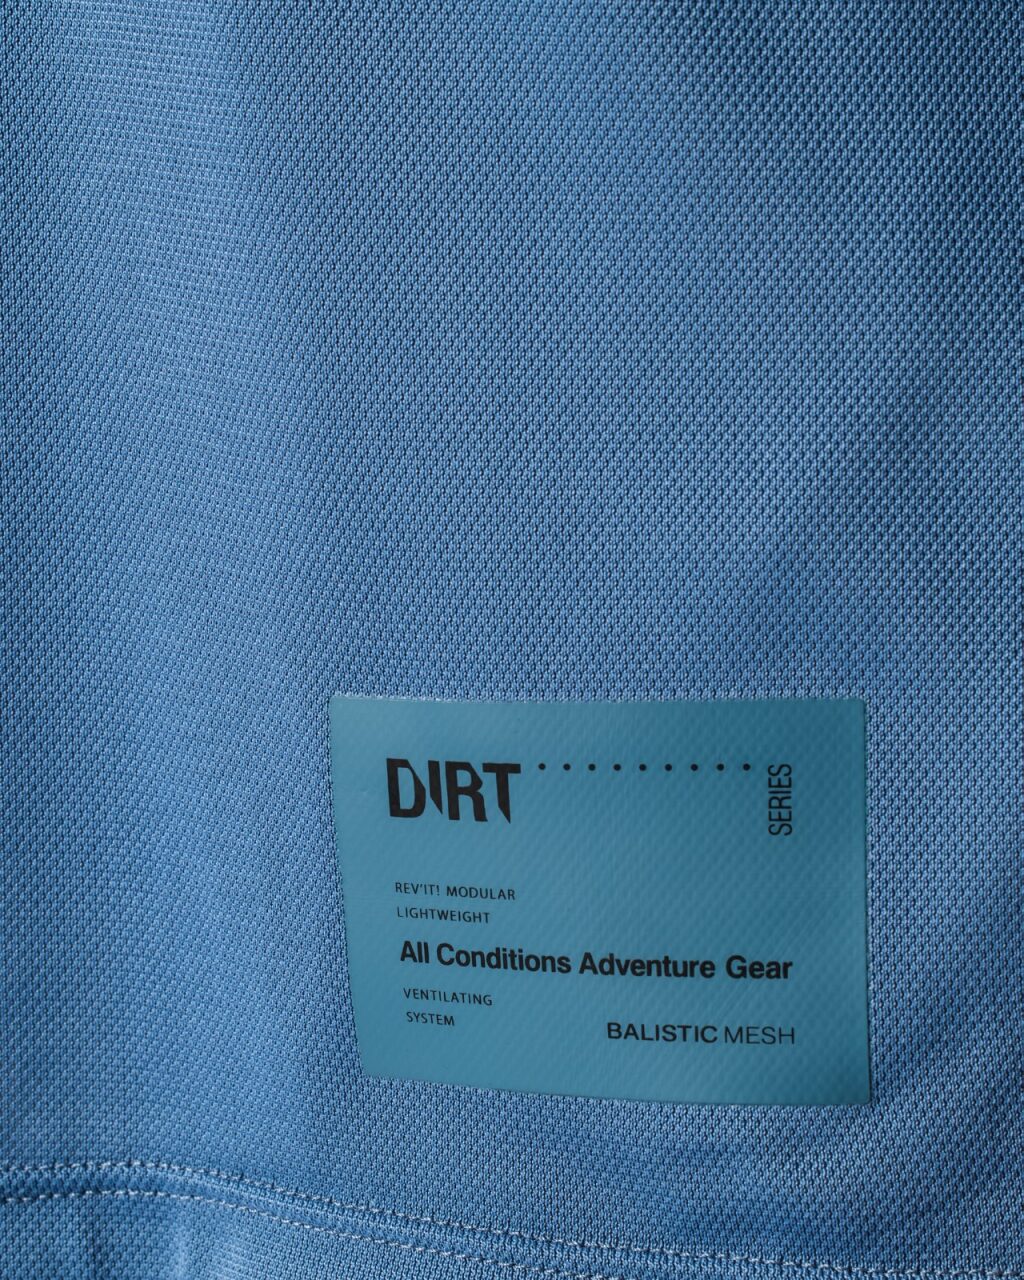 DIRT ......... SERIES
REV'IT! MODULAR
LIGHTWEIGHT
All Conditions Adventure Gear
VENTILATING
SYSTEM
BALISTIC MESH